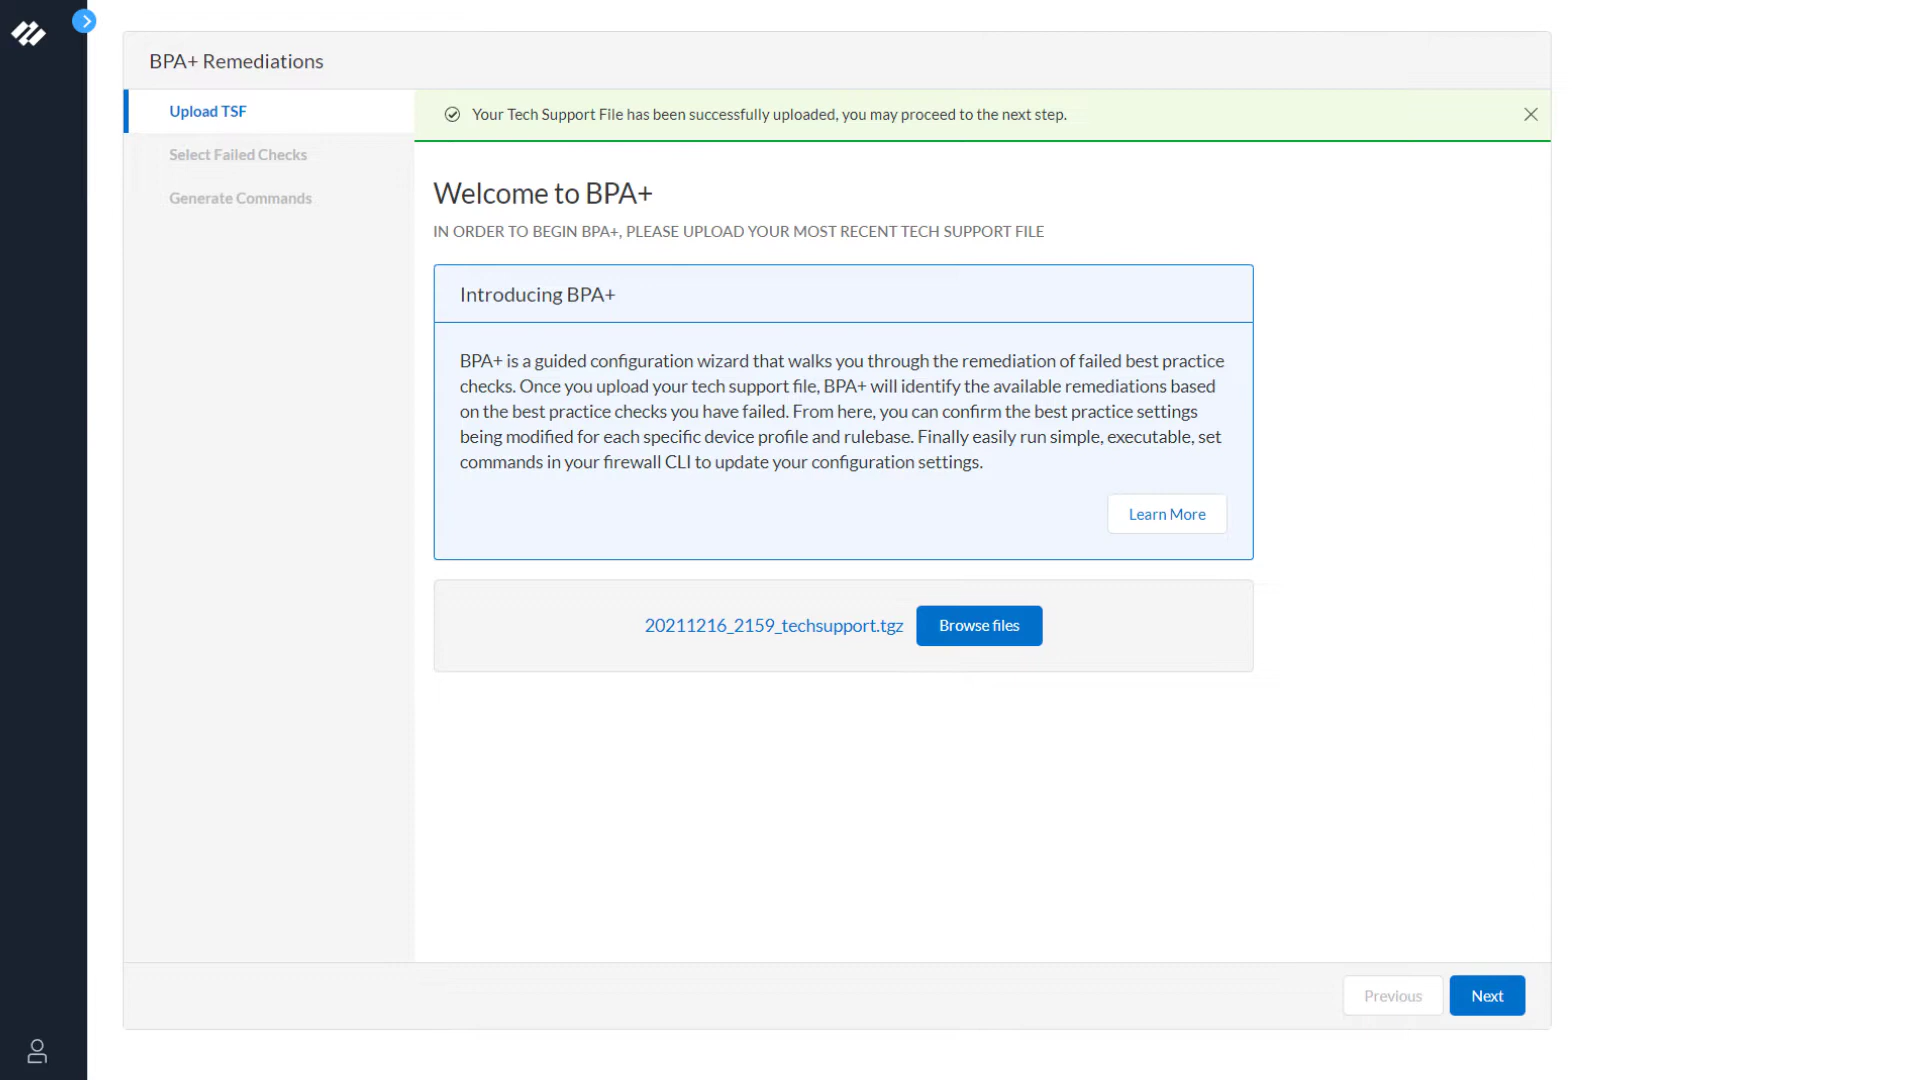 BPA+ Remediations
Upload TSF
Select Failed Checks
Generate Commands
Your Tech Support File has been successfully uploaded, you may proceed to the next step.
Welcome to BPA+
IN ORDER TO BEGIN BPA+, PLEASE UPLOAD YOUR MOST RECENT TECH SUPPORT FILE
Introducing BPA+
BPA+ is a guided configuration wizard that walks you through the remediation of failed best practice
checks. Once you upload your tech support file, BPA+ will identify the available remediations based
on the best practice checks you have failed. From here, you can confirm the best practice settings
being modified for each specific device profile and rulebase. Finally easily run simple, executable, set
commands in your firewall CLI to update your configuration settings.
Learn More
20211216_2159_techsupport.tgz
Browse files
Previous
Next